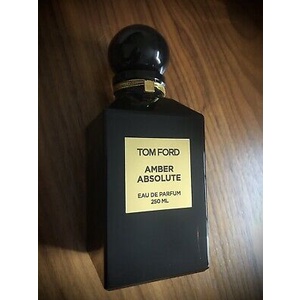 TOM FORD
AMBER
ABSOLUTE
EAU DE PARFUM
250 ML